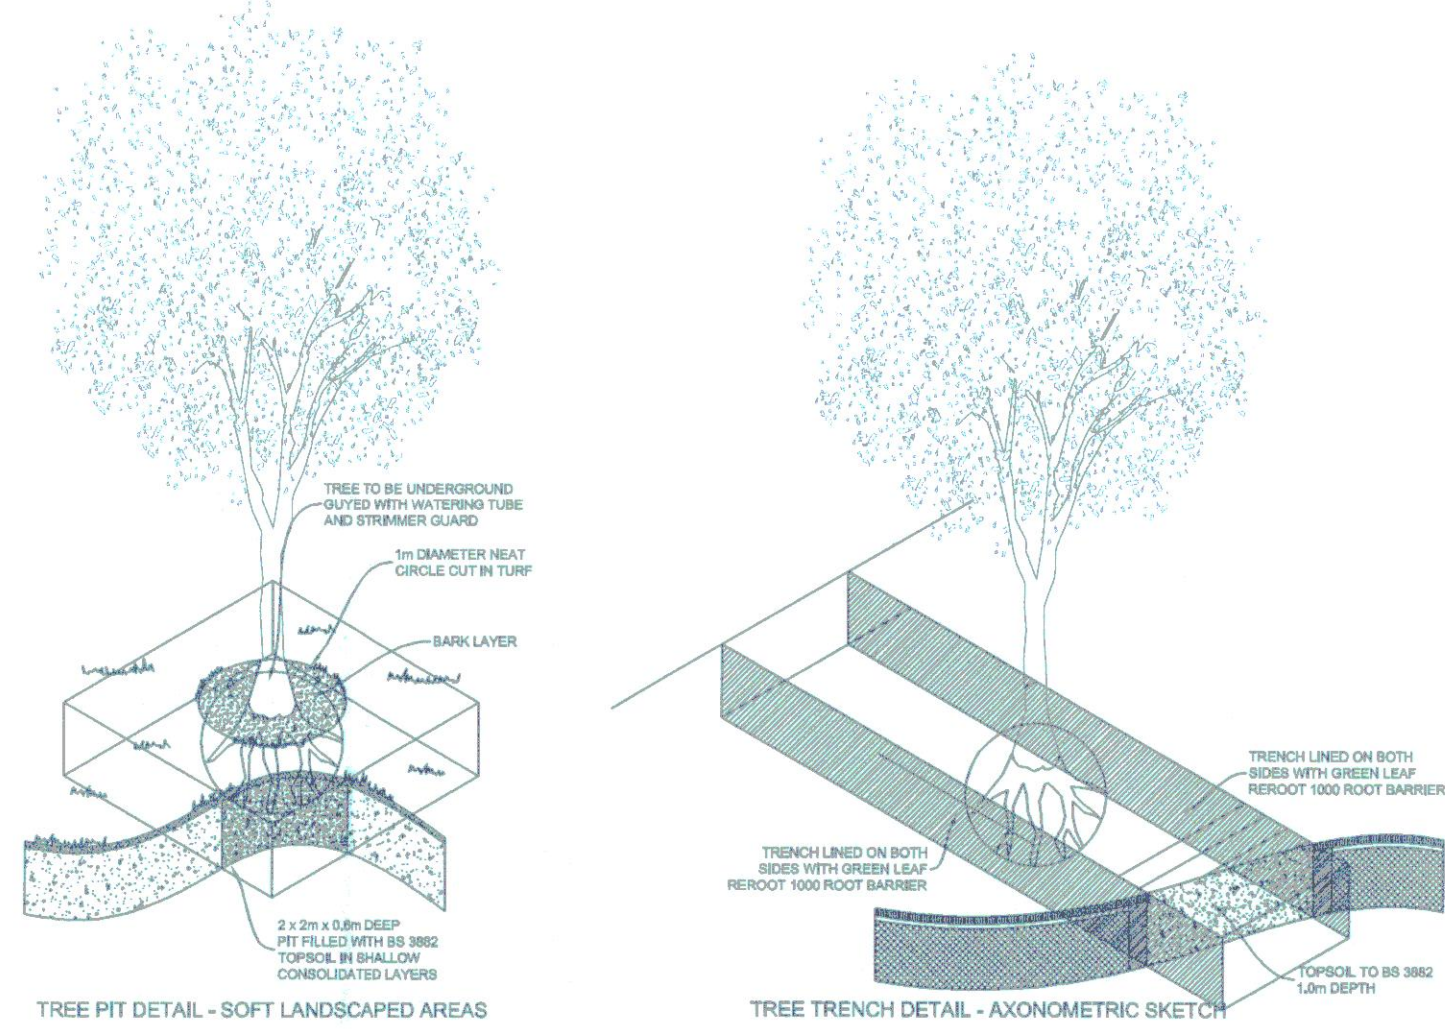 TREE TO BE UNDERGROUND
GUYED WITH WATERING TUBE
AND STRIMMER GUARD
1m DIAMETER NEAT
CIRCLE CUT IN TURF
BARK LAYER
2 x 2m x 0.6m DEEP
PIT FILLED WITH BS 3882
TOPSOIL IN SHALLOW
CONSOLIDATED LAYERS
TREE PIT DETAIL - SOFT LANDSCAPED AREAS
TRENCH LINED ON BOTH
SIDES WITH GREEN LEAF
REROOT 1000 ROOT BARRIER
TRENCH LINED ON BOTH
SIDES WITH GREEN LEAF
REROOT 1000 ROOT BARRIER
TOPSOIL TO BS 3882
1.0m DEPTH
TREE TRENCH DETAIL - AXONOMETRIC SKETCH